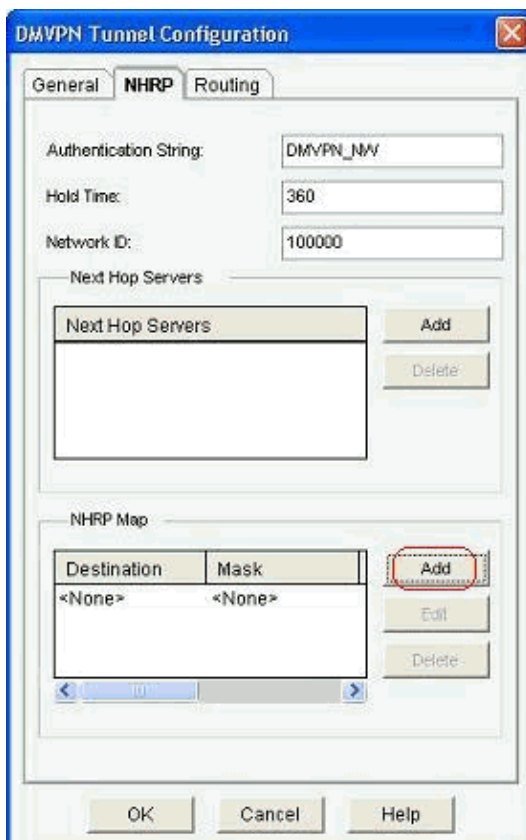 DMVPN Tunnel Configuration
General NHRP Routing
Authentication String: DMVPN_NW
Hold Time: 360
Network ID: 100000
Next Hop Servers
Next Hop Servers
Add
Delete
NHRP Map
Destination Mask
<None> <None>
Add
Edit
Delete
OK Cancel Help